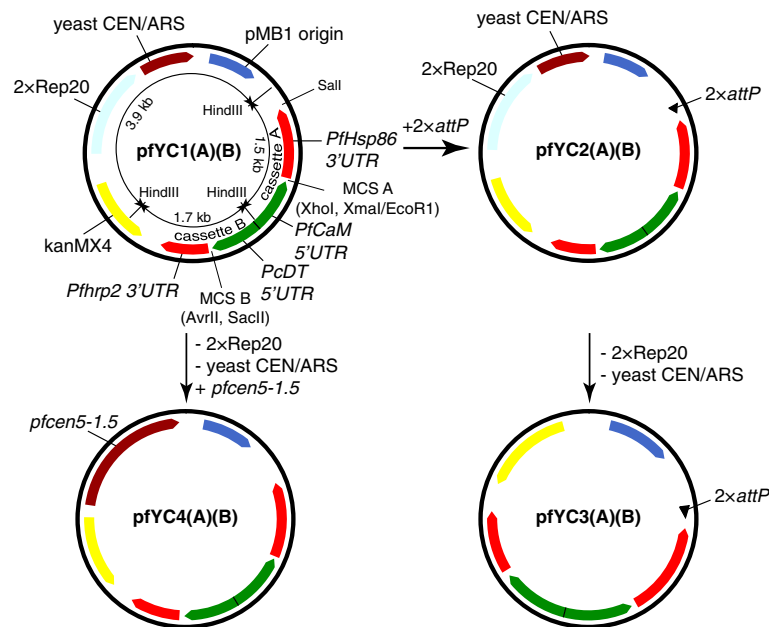 yeast CEN/ARS
pMB1 origin
2×Rep20
HindIII
SalI
3.9 kb
pfYC1(A)(B)
1.5 kb
cassette A
PfHsp86
3'UTR
HindIII
HindIII
MCS A
(XhoI, XmaI/EcoR1)
1.7 kb
cassette B
kanMX4
PfCaM
5'UTR
Pfhrp2 3'UTR
PcDT
5'UTR
MCS B
(AvrII, SacII)
+2×attP
yeast CEN/ARS
2×Rep20
2×attP
pfYC2(A)(B)
- 2×Rep20
- yeast CEN/ARS
+ pfcen5-1.5
- 2×Rep20
- yeast CEN/ARS
pfcen5-1.5
pfYC4(A)(B)
2×attP
pfYC3(A)(B)